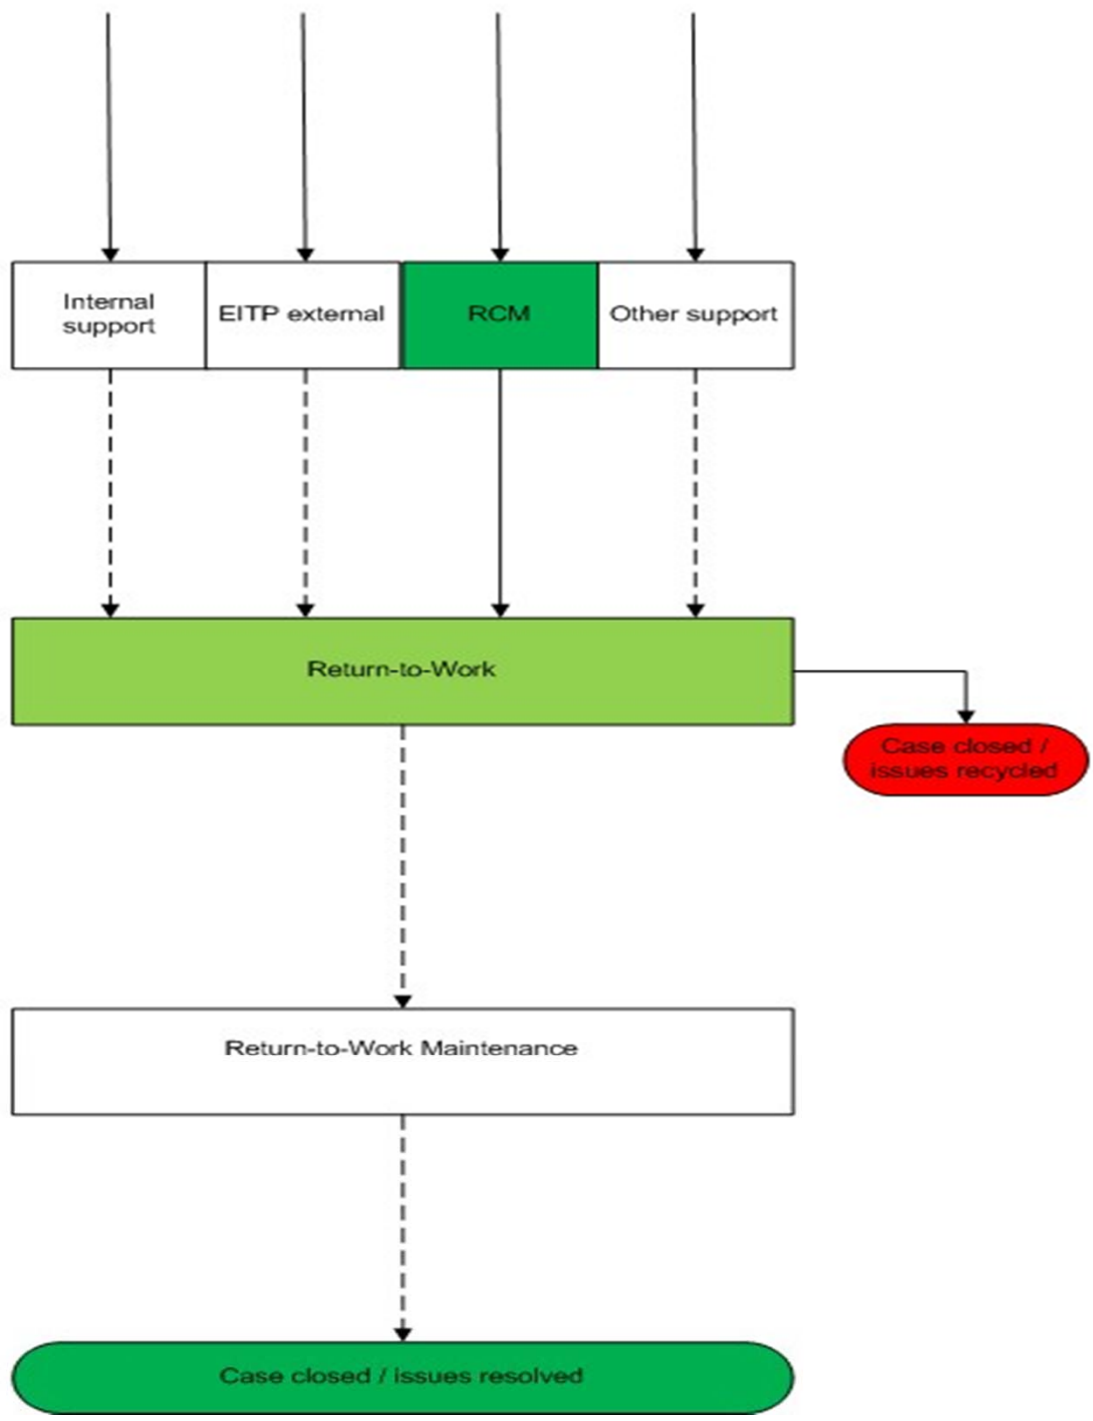 Internal
support
EITP external
RCM
Other support
Return-to-Work
Case closed /
issues recycled
Return-to-Work Maintenance
Case closed / issues resolved